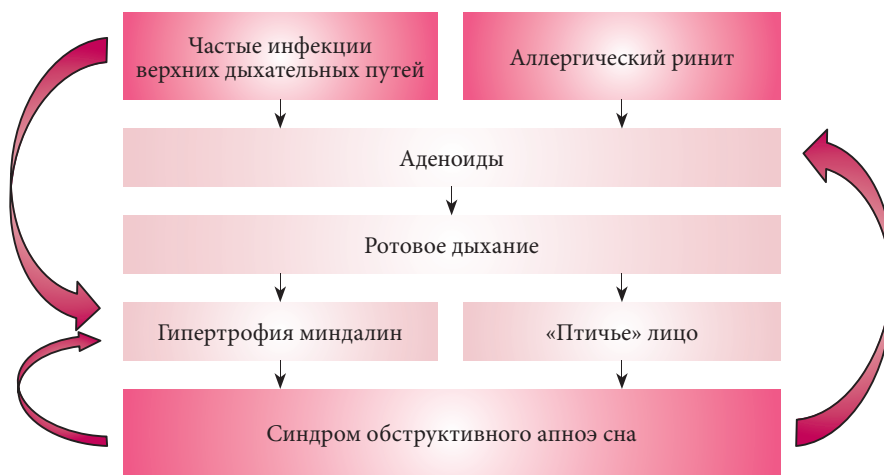 Частые инфекции
верхних дыхательных путей
Аллергический ринит
Аденоиды
Ротовое дыхание
Гипертрофия миндалин
«Птичье» лицо
Синдром обструктивного апноэ сна